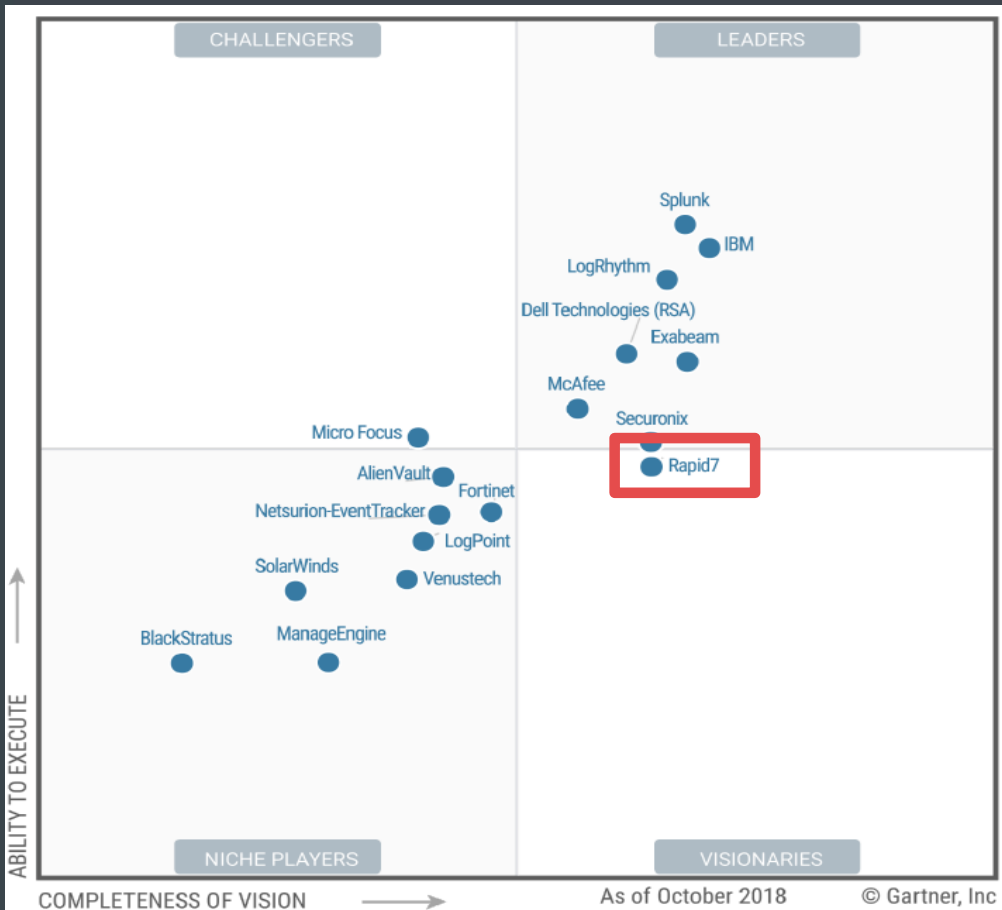 CHALLENGERS
LEADERS
Splunk
IBM
LogRhythm
Dell Technologies (RSA)
Exabeam
McAfee
Securonix
Micro Focus
Rapid7
AlienVault
Fortinet
Netsurion-EventTracker
LogPoint
SolarWinds
Venustech
BlackStratus
ManageEngine
ABILITY TO EXECUTE
NICHE PLAYERS
VISIONARIES
COMPLETENESS OF VISION
As of October 2018
© Gartner, Inc